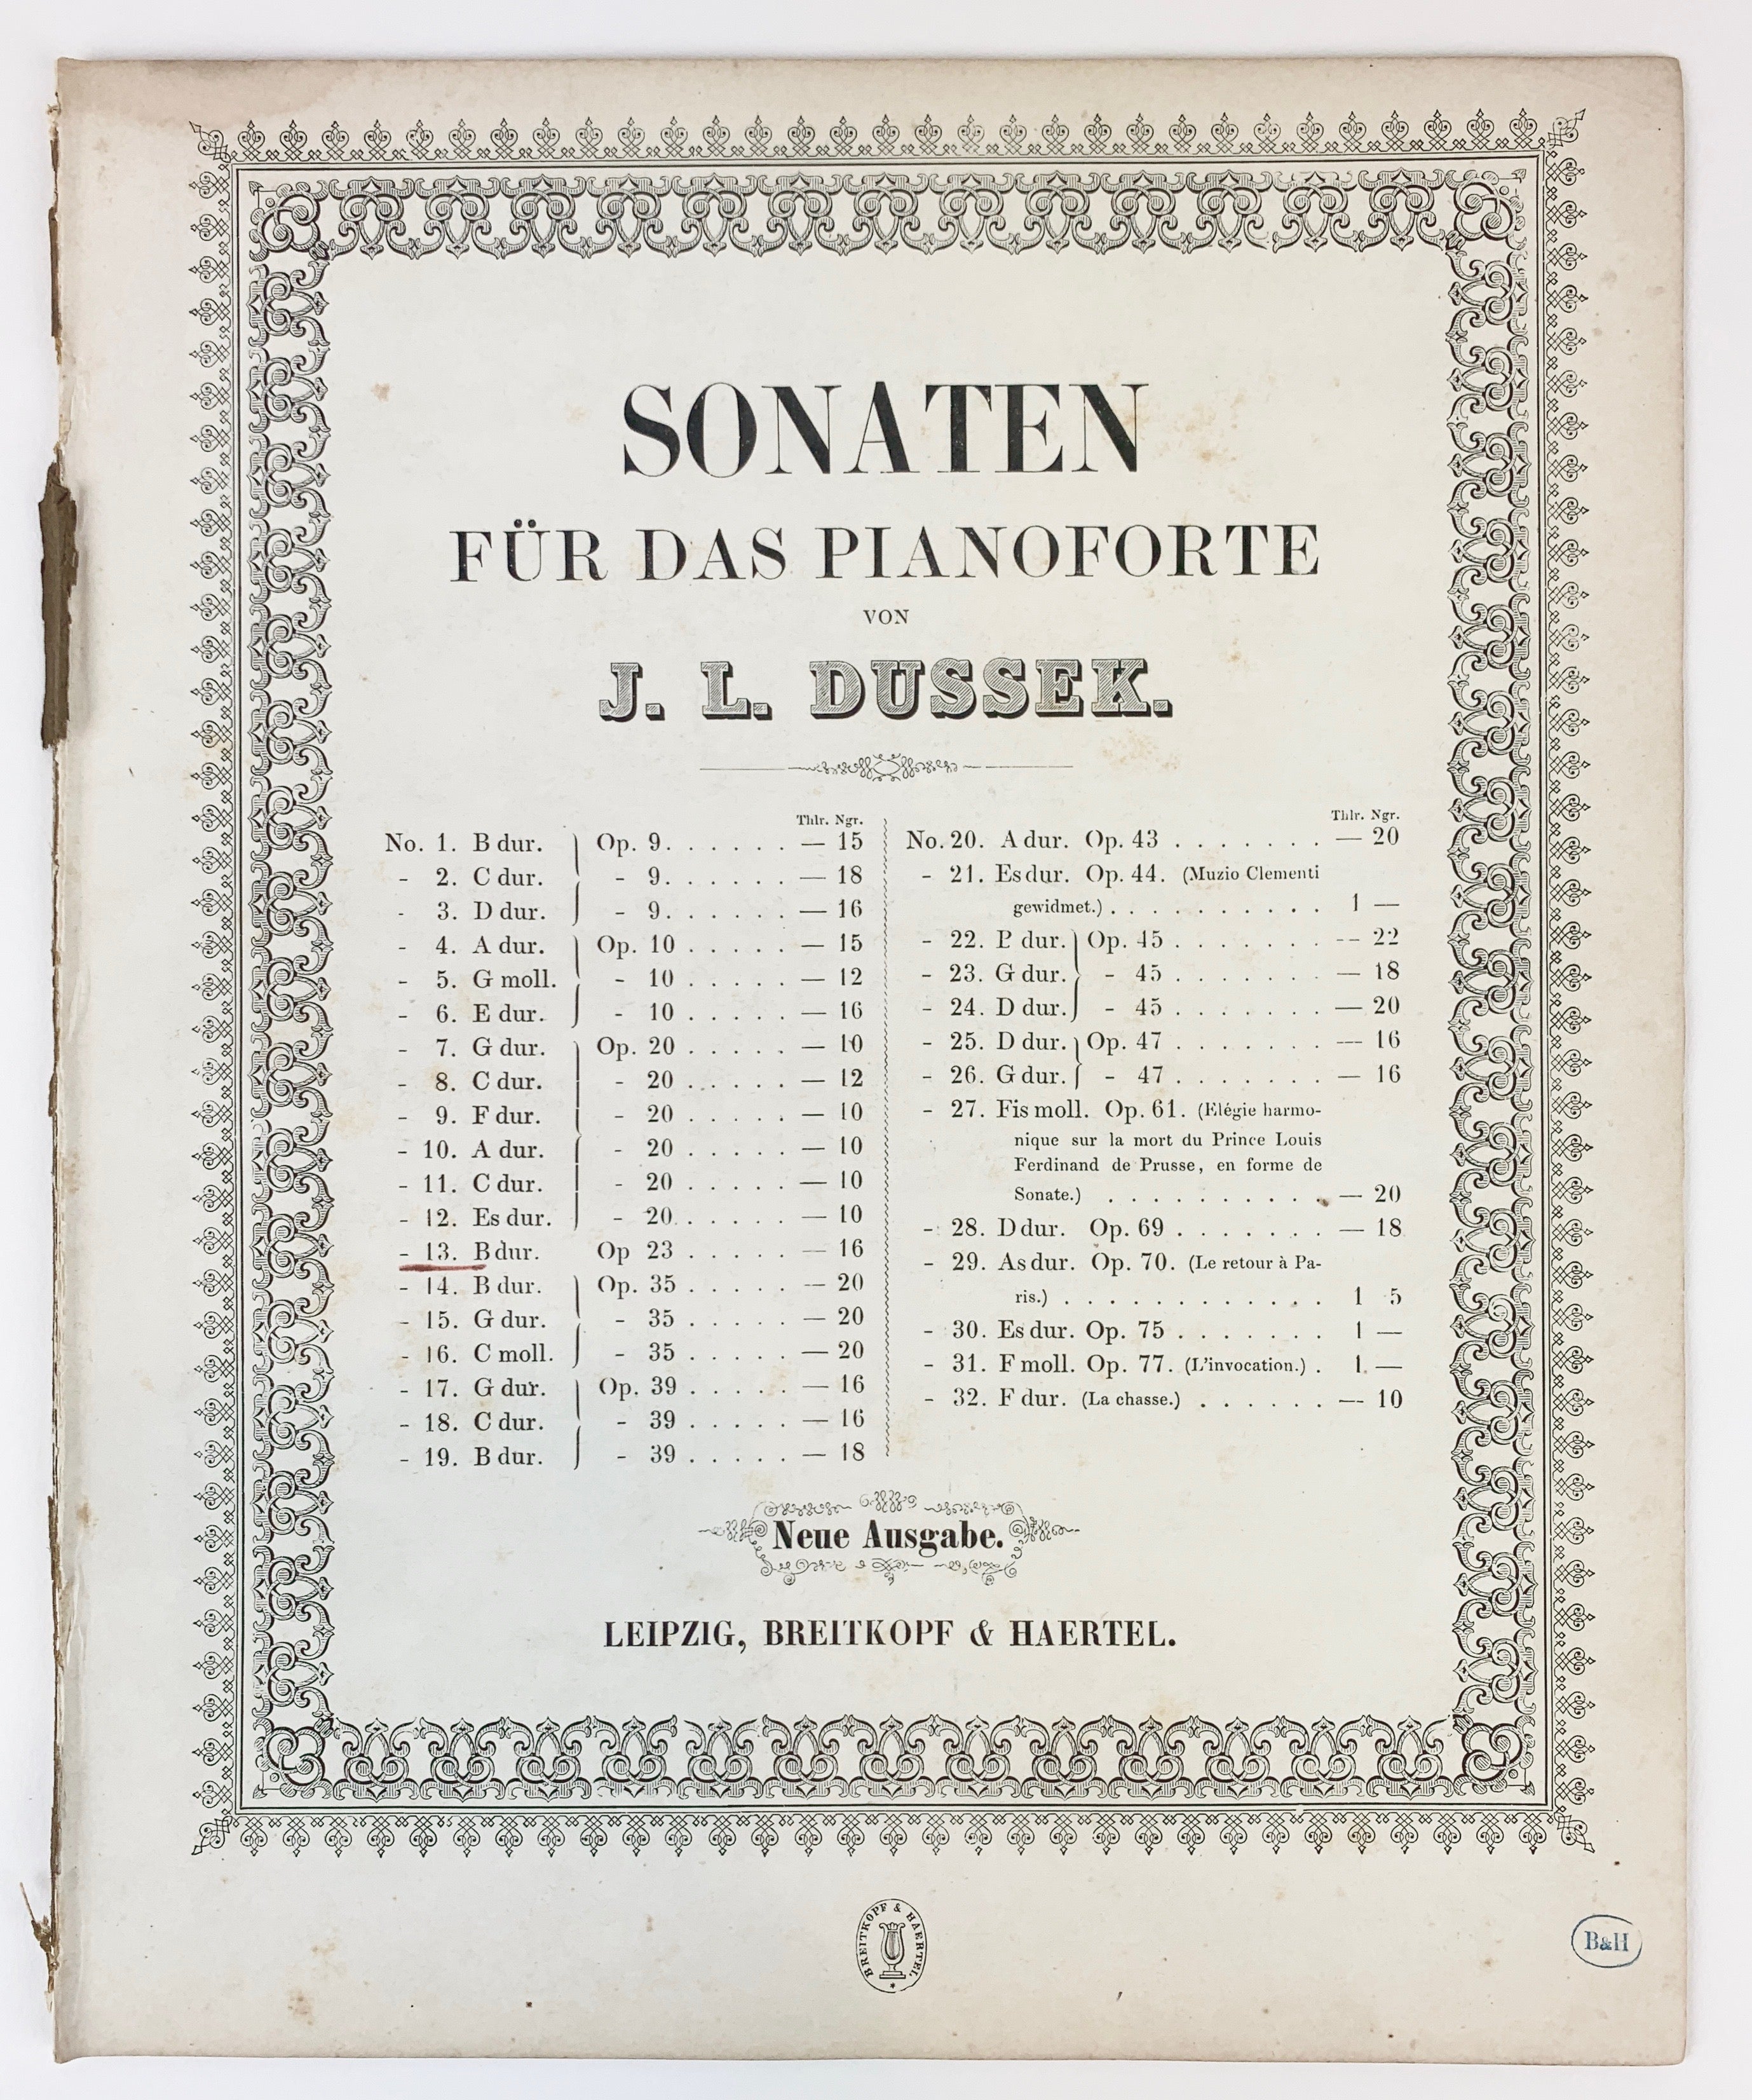 SONATEN
FÜR DAS PIANOFORTE
VON
J. L. DUSSEK.
Thlr. Ngr.
No. 1. B dur. Op. 9. . . . . . . — 15
- 2. C dur. - 9. . . . . . . — 18
- 3. D dur. - 9. . . . . . . — 16
- 4. A dur. Op. 10 . . . . . — 15
- 5. G moll. - 10 . . . . . — 12
- 6. E dur. - 10 . . . . . — 16
- 7. G dur. Op. 20 . . . . . — 10
- 8. C dur. - 20 . . . . . — 12
- 9. F dur. - 20 . . . . . — 10
- 10. A dur. - 20 . . . . . — 10
- 11. C dur. - 20 . . . . . — 10
- 12. Es dur. - 20 . . . . . — 10
- 13. B dur. Op 23 . . . . . — 16
- 14. B dur. Op. 35 . . . . . — 20
- 15. G dur. - 35 . . . . . — 20
- 16. C moll. - 35 . . . . . — 20
- 17. G dur. Op. 39 . . . . . — 16
- 18. C dur. - 39 . . . . . — 16
- 19. B dur. - 39 . . . . . — 18
Thlr. Ngr.
No. 20. A dur. Op. 43 . . . . . . . — 20
- 21. Es dur. Op. 44. (Muzio Clementi
gewidmet.) . . . . . . . . . . 1 —
- 22. dur. Op. 45 . . . . . . . — 22
- 23. G dur. - 45 . . . . . . . — 18
- 24. D dur. - 45 . . . . . . . — 20
- 25. D dur. Op. 47 . . . . . . . — 16
- 26. G dur. - 47 . . . . . . . — 16
- 27. Fis moll. Op. 61. (Elégie harmo-
nique sur la mort du Prince Louis
Ferdinand de Prusse, en forme de
Sonate.) . . . . . . . . . . — 20
- 28. D dur. Op. 69 . . . . . . . — 18
- 29. As dur. Op. 70. (Le retour à Pa-
ris.) . . . . . . . . . . . . 1 5
- 30. Es dur. Op. 75 . . . . . . . 1 —
- 31. F moll. Op. 77. (L'invocation.) . 1 —
- 32. F dur. (La chasse.) . . . . . . — 10
Neue Ausgabe.
LEIPZIG, BREITKOPF & HAERTEL.
BREITKOPF & HAERTEL
B&H